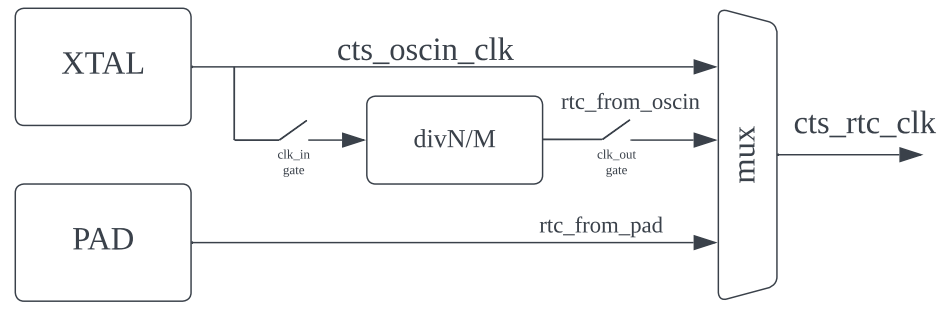 XTAL
cts_oscin_clk
rtc_from_oscin
clk_in
gate
divN/M
clk_out
gate
PAD
rtc_from_pad
mux
cts_rtc_clk